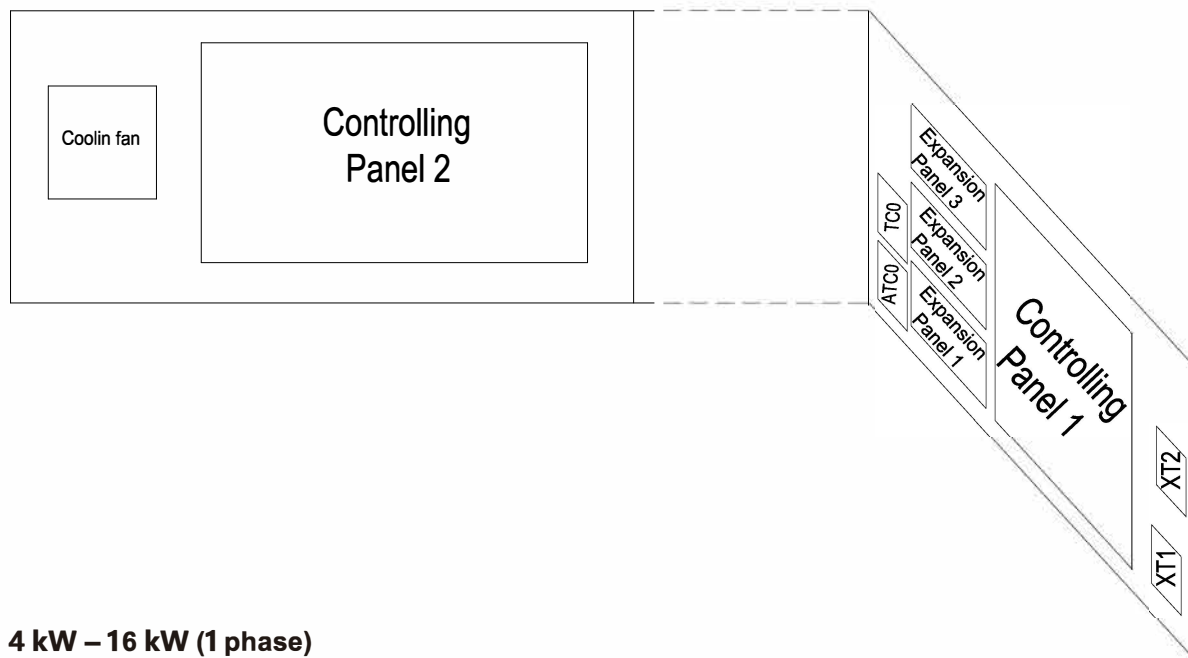 Coolin fan
Controlling
Panel 2
Expansion
Panel 3
TC0
Expansion
Panel 2
ATC0
Expansion
Panel 1
Controlling
Panel 1
XT2
XT1
4 kW – 16 kW (1 phase)